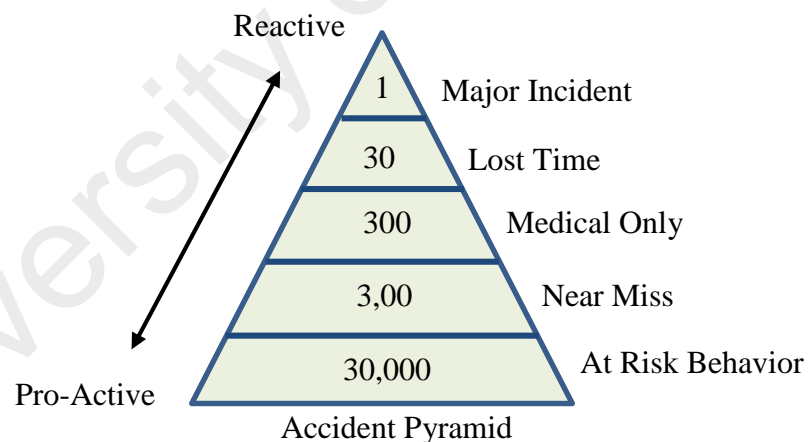 Reactive
1 Major Incident
30 Lost Time
300 Medical Only
3,00 Near Miss
30,000 At Risk Behavior
Pro-Active
Accident Pyramid